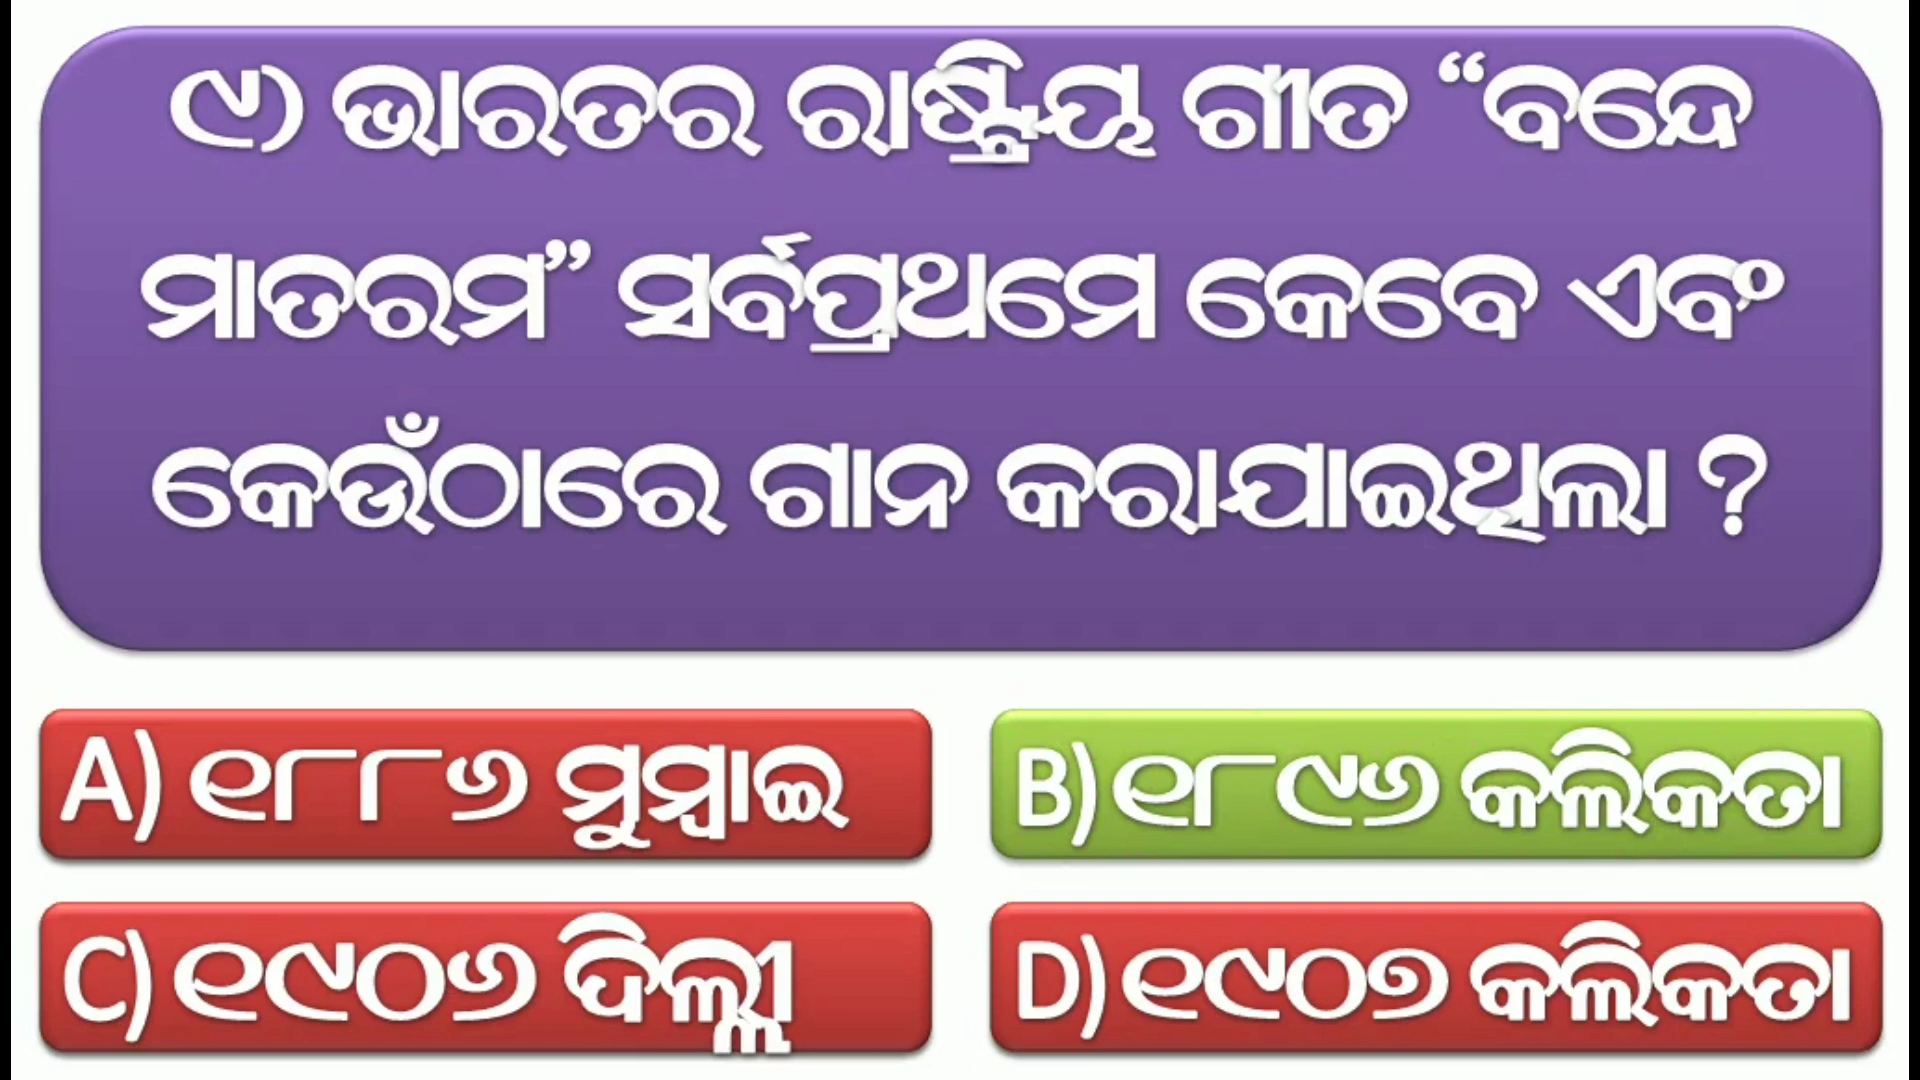 ୯) ଭାରତର ରାଷ୍ଟ୍ରିୟ ଗୀତ “ବନ୍ଦେ
ମାତରମ” ସର୍ବପ୍ରଥମେ କେବେ ଏବଂ
କେଉଁଠାରେ ଗାନ କରାଯାଇଥିଲା ?
A) ୧୮୮୬ ମୁମ୍ବାଇ
B) ୧୮୯୬ କଲିକତା
C) ୧୯୦୬ ଦିଲ୍ଲୀ
D) ୧୯୦୭ କଲିକତା